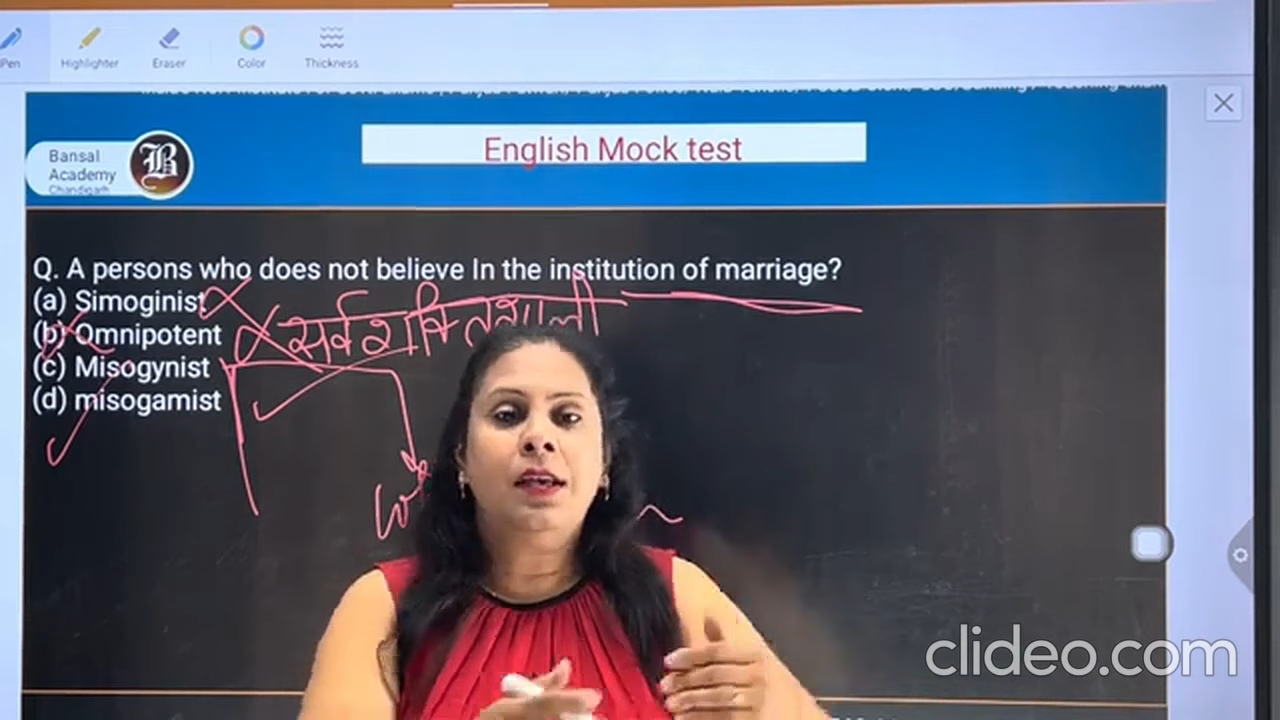 Pen Highlighter Eraser Color Thickness
English Mock test
Bansal
Academy
Chandigarh
B
Q. A persons who does not believe In the institution of marriage?
(a) Simoginist
(b) Omnipotent
सर्वशक्तिशाली
(c) Misogynist
(d) misogamist
clideo.com